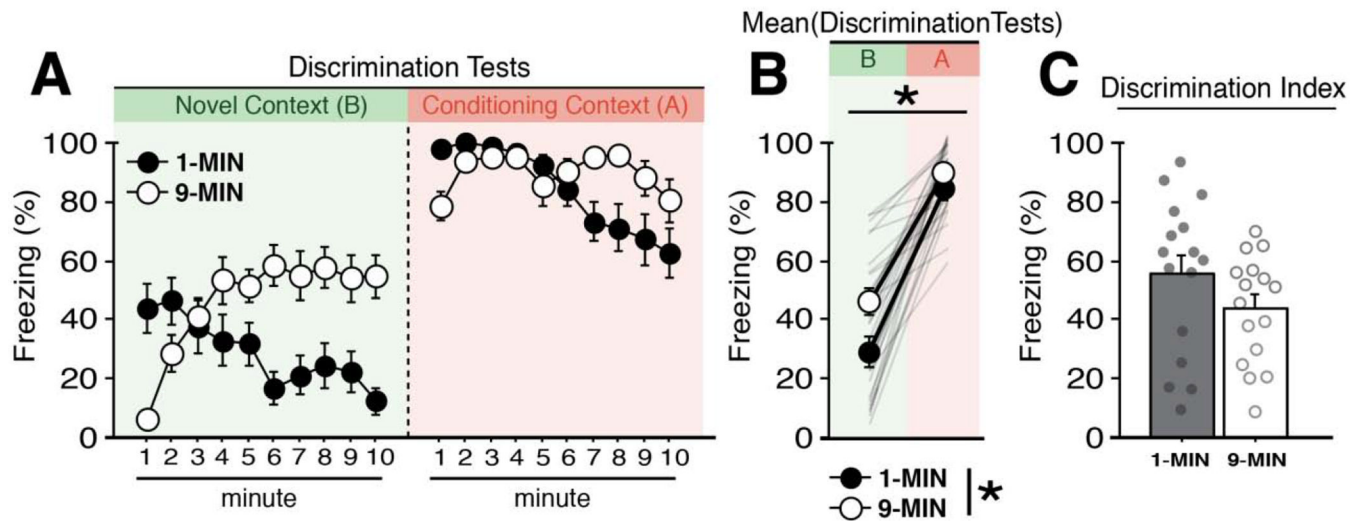 A
Discrimination Tests
Novel Context (B)
Conditioning Context (A)
Freezing (%)
100
80
60
40
20
0
1-MIN
9-MIN
1 2 3 4 5 6 7 8 9 10
minute
1 2 3 4 5 6 7 8 9 10
minute
B
Mean(DiscriminationTests)
B A
*
Freezing (%)
100
80
60
40
20
0
1-MIN
9-MIN
*
C
Discrimination Index
Freezing (%)
100
80
60
40
20
0
1-MIN 9-MIN